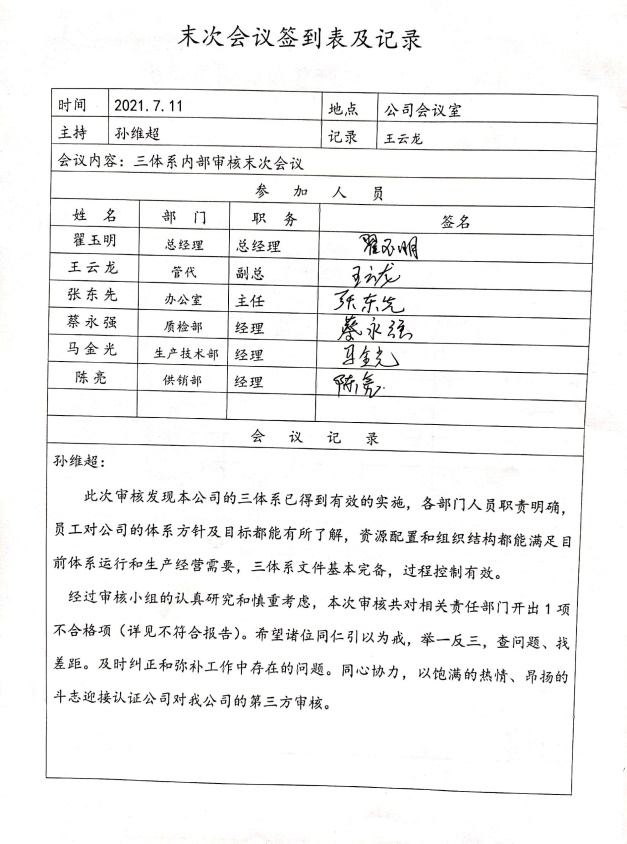 末次会议签到表及记录
时间 2021.7.11 地点 公司会议室
主持 孙维超 记录 王云龙
会议内容：三体系内部审核末次会议
参加人员
姓名 部门 职务 签名
翟玉明 总经理 总经理 翟玉明
王云龙 管代 副总 王云龙
张东先 办公室 主任 张东先
蔡永强 质检部 经理 蔡永强
马金光 生产技术部 经理 马金光
陈亮 供销部 经理 陈亮
会议记录
孙维超：
此次审核发现本公司的三体系已得到有效的实施，各部门人员职责明确，
员工对公司的体系方针及目标都能有所了解，资源配置和组织结构都能满足目
前体系运行和生产经营需要，三体系文件基本完备，过程控制有效。
经过审核小组的认真研究和慎重考虑，本次审核共对相关责任部门开出1项
不合格项（详见不符合报告）。希望诸位同仁引以为戒，举一反三，查问题、找
差距。及时纠正和弥补工作中存在的问题。同心协力，以饱满的热情、昂扬的
斗志迎接认证公司对我公司的第三方审核。